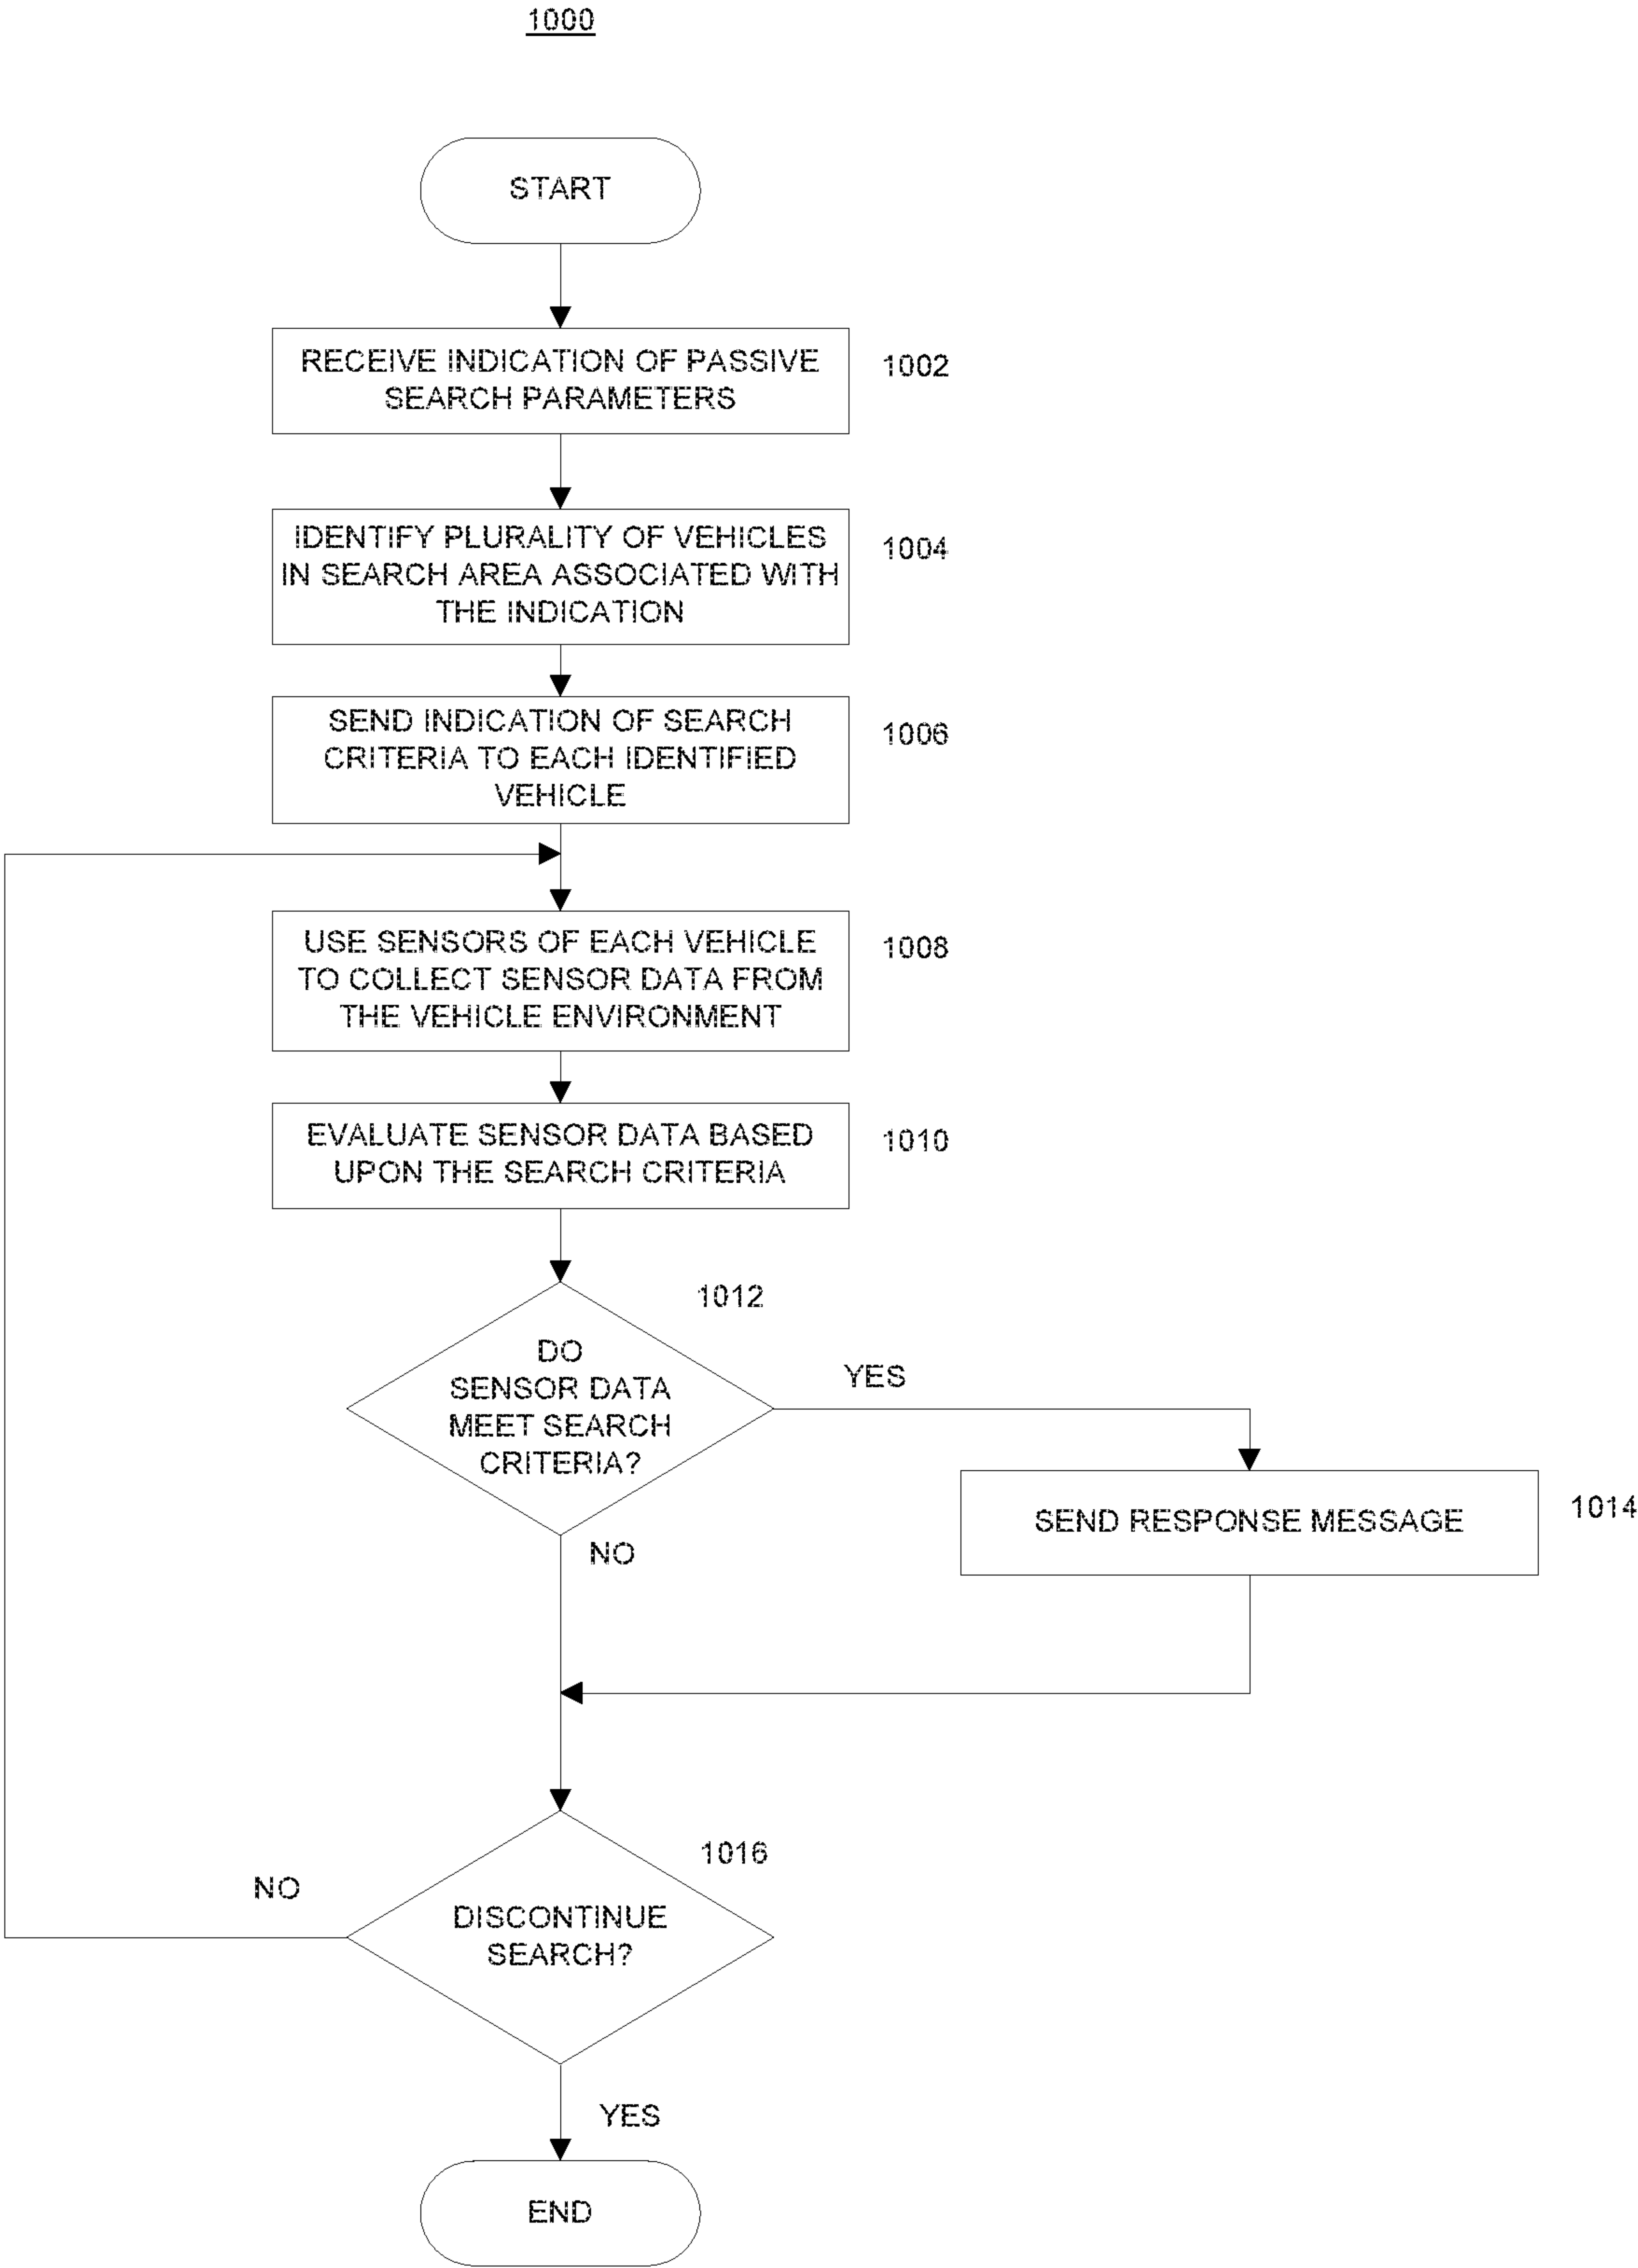 1000
START
RECEIVE INDICATION OF PASSIVE
SEARCH PARAMETERS
1002
IDENTIFY PLURALITY OF VEHICLES
IN SEARCH AREA ASSOCIATED WITH
THE INDICATION
1004
SEND INDICATION OF SEARCH
CRITERIA TO EACH IDENTIFIED
VEHICLE
1006
USE SENSORS OF EACH VEHICLE
TO COLLECT SENSOR DATA FROM
THE VEHICLE ENVIRONMENT
1008
EVALUATE SENSOR DATA BASED
UPON THE SEARCH CRITERIA
1010
1012
DO
SENSOR DATA
MEET SEARCH
CRITERIA?
YES
SEND RESPONSE MESSAGE
1014
NO
1016
NO
DISCONTINUE
SEARCH?
YES
END